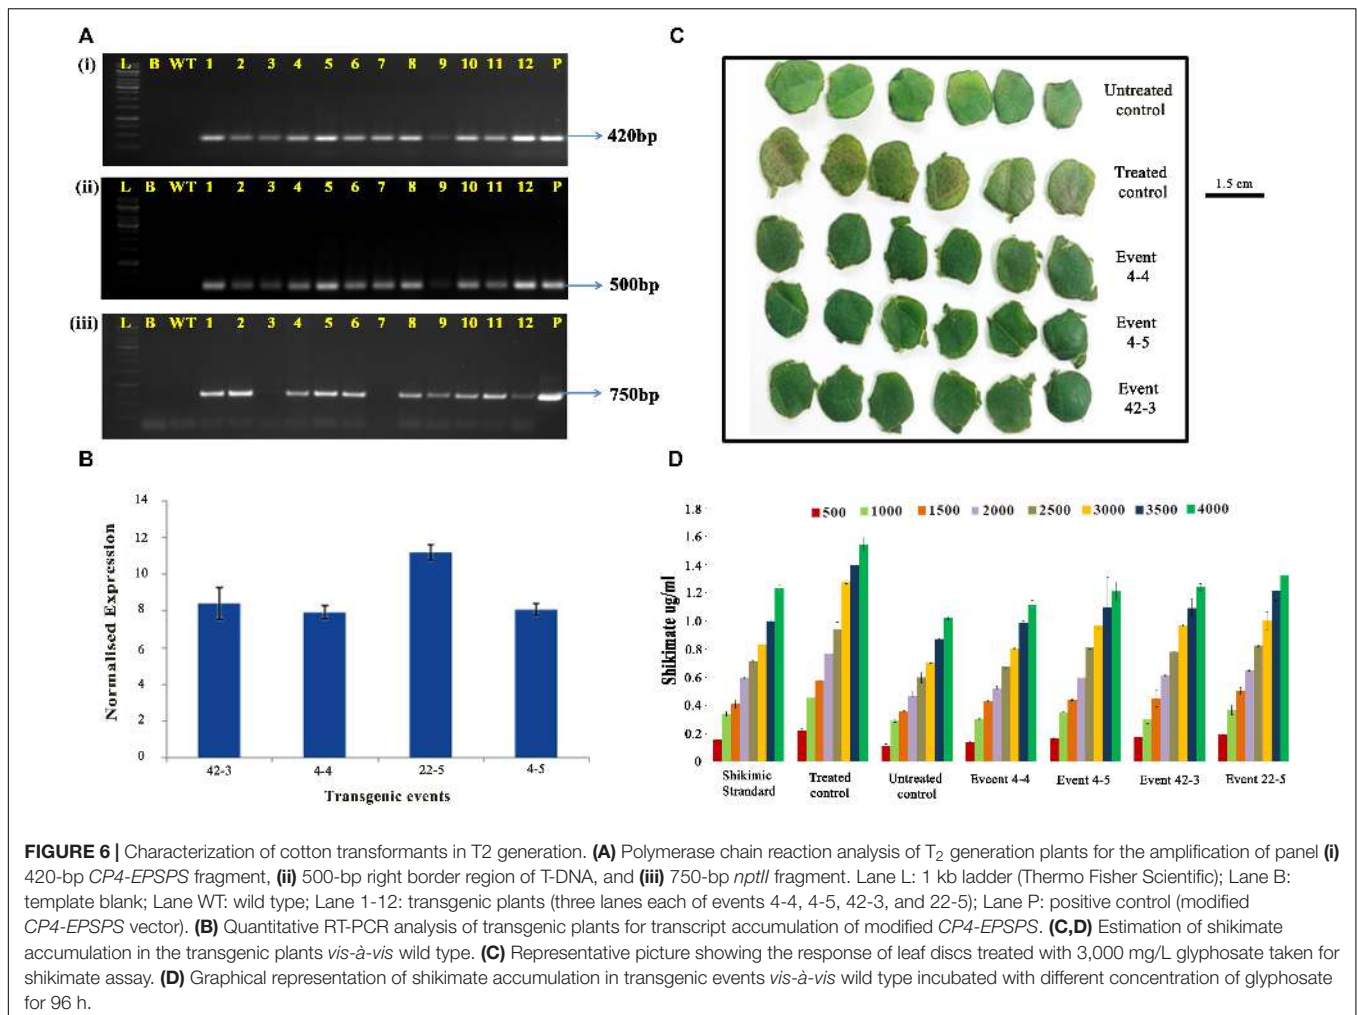 A
(i)
L B WT 1 2 3 4 5 6 7 8 9 10 11 12 P
420bp
(ii)
L B WT 1 2 3 4 5 6 7 8 9 10 11 12 P
500bp
(iii)
L B WT 1 2 3 4 5 6 7 8 9 10 11 12 P
750bp
C
Untreated
control
Treated
control
Event
4-4
Event
4-5
Event
42-3
1.5 cm
B
Normalised Expression
14
12
10
8
6
4
2
0
42-3 4-4 22-5 4-5
Transgenic events
D
500 1000 1500 2000 2500 3000 3500 4000
Shikimate ug/ml
1.8
1.6
1.4
1.2
1.0
0.8
0.6
0.4
0.2
0
Shikimic
Strandard
Treated
control
Untreated
control
Eveent 4-4
Event 4-5
Event 42-3
Event 22-5
FIGURE 6 | Characterization of cotton transformants in T2 generation. (A) Polymerase chain reaction analysis of T2 generation plants for the amplification of panel (i)
420-bp CP4-EPSPS fragment, (ii) 500-bp right border region of T-DNA, and (iii) 750-bp nptII fragment. Lane L: 1 kb ladder (Thermo Fisher Scientific); Lane B:
template blank; Lane WT: wild type; Lane 1-12: transgenic plants (three lanes each of events 4-4, 4-5, 42-3, and 22-5); Lane P: positive control (modified
CP4-EPSPS vector). (B) Quantitative RT-PCR analysis of transgenic plants for transcript accumulation of modified CP4-EPSPS. (C,D) Estimation of shikimate
accumulation in the transgenic plants vis-à-vis wild type. (C) Representative picture showing the response of leaf discs treated with 3,000 mg/L glyphosate taken for
shikimate assay. (D) Graphical representation of shikimate accumulation in transgenic events vis-à-vis wild type incubated with different concentration of glyphosate
for 96 h.